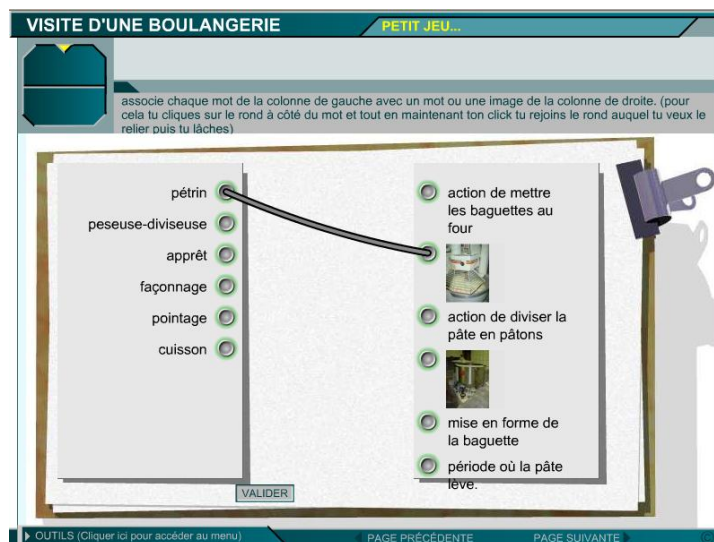 VISITE D'UNE BOULANGERIE
PETIT JEU...
associe chaque mot de la colonne de gauche avec un mot ou une image de la colonne de droite. (pour
cela tu cliques sur le rond à côté du mot et tout en maintenant ton click tu rejoins le rond auquel tu veux le
relier puis tu lâches)
pétrin
peseuse-diviseuse
apprêt
façonnage
pointage
cuisson
action de mettre
les baguettes au
four
action de diviser la
pâte en pâtons
mise en forme de
la baguette
période où la pâte
lève.
VALIDER
OUTILS (Cliquer ici pour accéder au menu)
PAGE PRÉCÉDENTE
PAGE SUIVANTE